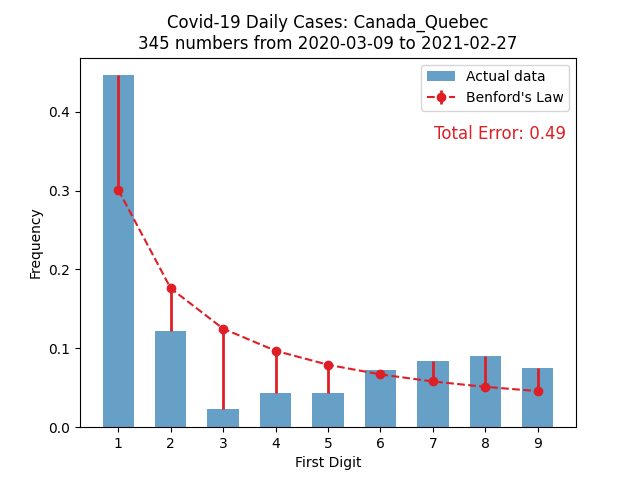 Covid-19 Daily Cases: Canada_Quebec
345 numbers from 2020-03-09 to 2021-02-27
Actual data
Benford's Law
Total Error: 0.49
Frequency
0.4
0.3
0.2
0.1
0.0
1 2 3 4 5 6 7 8 9
First Digit